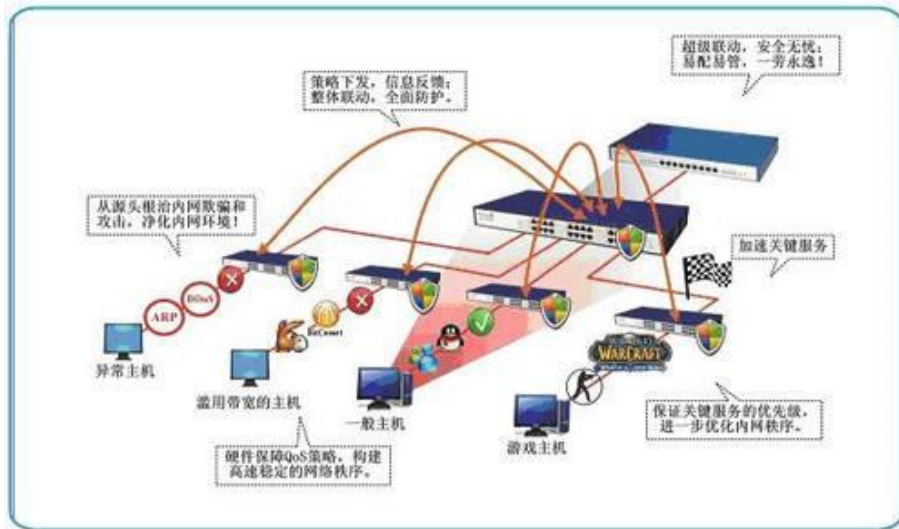 超级联动，安全无忧；
易配易管，一劳永逸！
策略下发，信息反馈；
整体联动，全面防护。
从源头根治内网欺骗和
攻击，净化内网环境！
加速关键服务
ARP
DDoS
BitComet
WARCRAFT
异常主机
滥用带宽的主机
一般主机
游戏主机
保证关键服务的优先级，
进一步优化内网秩序。
硬件保障QoS策略，构建
高速稳定的网络秩序。